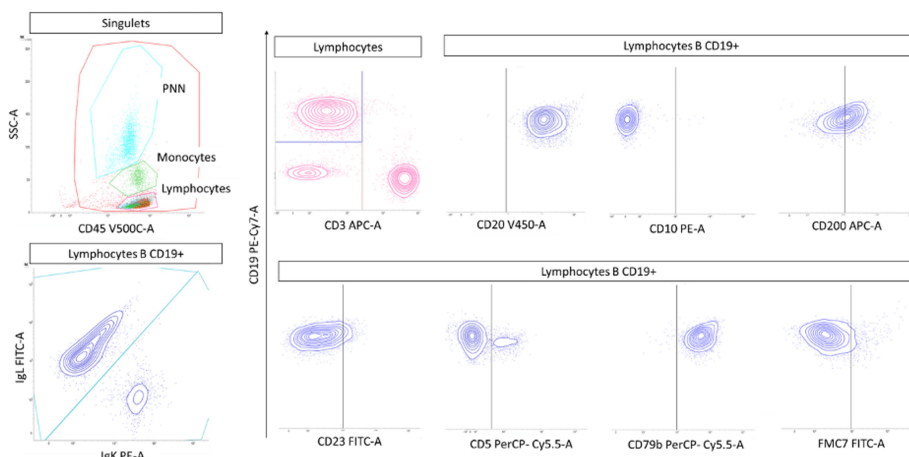 Singulets
PNN
Monocytes
Lymphocytes
SSC-A
CD45 V500C-A
Lymphocytes B CD19+
IgL FITC-A
IgK PE-A
CD19 PE-Cy7-A
Lymphocytes
CD3 APC-A
Lymphocytes B CD19+
CD20 V450-A
CD10 PE-A
CD200 APC-A
Lymphocytes B CD19+
CD23 FITC-A
CD5 PerCP- Cy5.5-A
CD79b PerCP- Cy5.5-A
FMC7 FITC-A